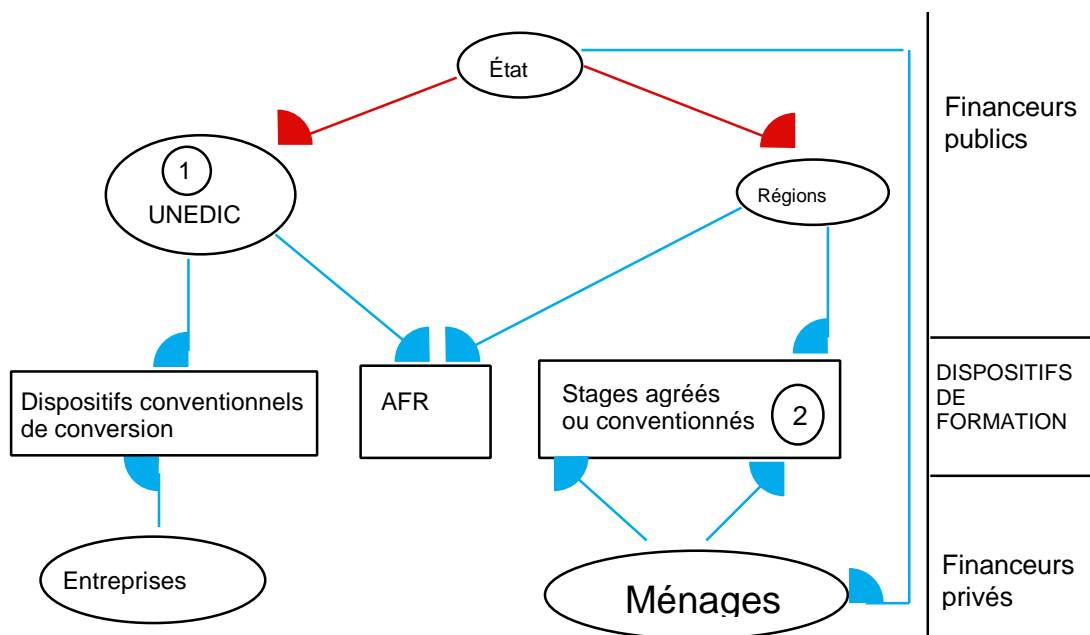 État
Financeurs
publics
1
UNEDIC
Régions
Dispositifs conventionnels
de conversion
AFR
Stages agréés
ou conventionnés
2
DISPOSITIFS
DE
FORMATION
Entreprises
Ménages
Financeurs
privés